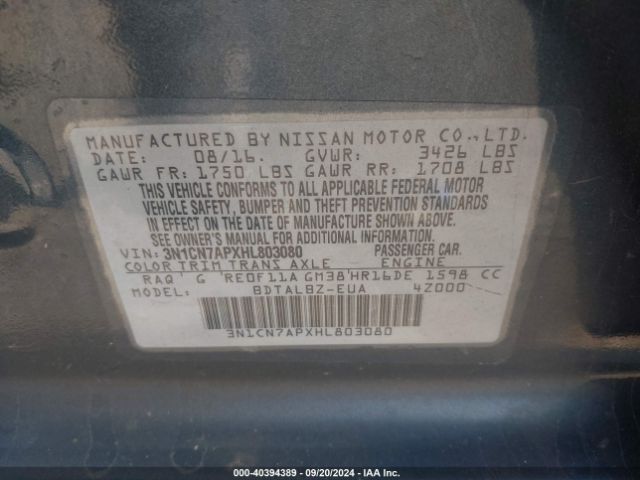 MANUFACTURED BY NISSAN MOTOR CO.,LTD.
DATE: 08/16. GVWR: 3426 LBS
GAWR FR: 1750 LBS GAWR RR: 1708 LBS
THIS VEHICLE CONFORMS TO ALL APPLICABLE FEDERAL MOTOR
VEHICLE SAFETY, BUMPER AND THEFT PREVENTION STANDARDS
IN EFFECT ON THE DATE OF MANUFACTURE SHOWN ABOVE.
SEE OWNER'S MANUAL FOR ADDITIONAL INFORMATION.
VIN: 3N1CN7APXHL803080 PASSENGER CAR.
COLOR TRIM TRANS AXLE ENGINE
RAQ G RE0F11A GM38 HR16DE 1598 CC
MODEL: BDTALBZ-EUA 4Z000
3N1CN7APXHL803080
© - 40394389 - 09/20/2024 - IAA Inc.